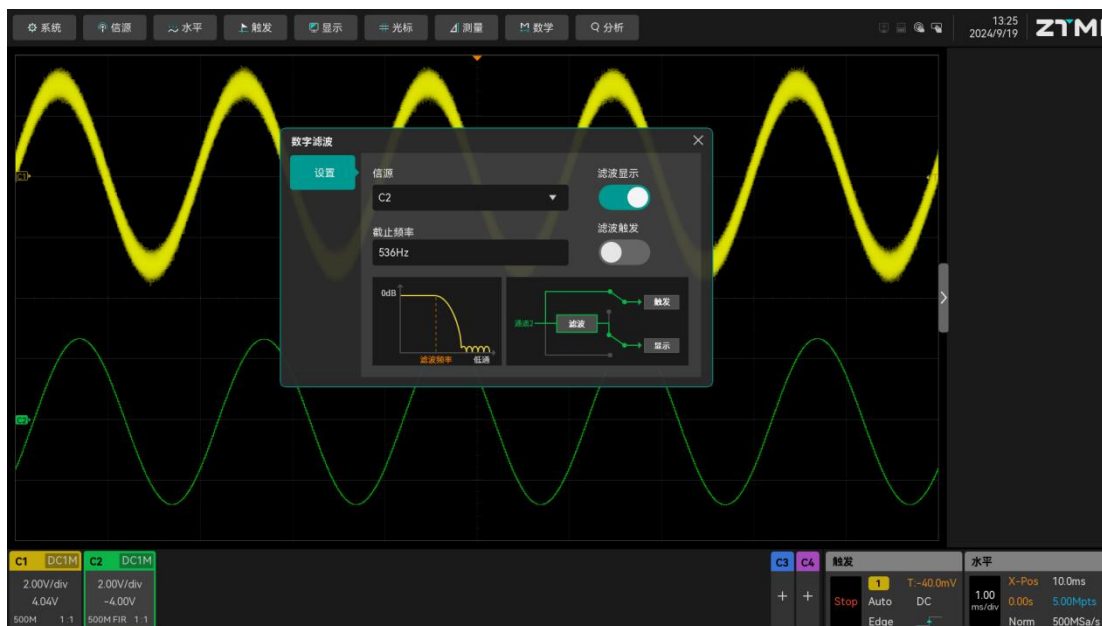 系统 信源 水平 触发 显示 光标 测量 数学 分析
13:25
2024/9/19
数字滤波
设置
信源
C2
滤波显示
截止频率
536Hz
滤波触发
0dB
滤波频率 低通
通道2 滤波 触发
显示
C1
C2
C1 DC1M
2.00V/div
4.04V
500M 1:1
C2 DC1M
2.00V/div
-4.00V
500M FIR 1:1
C3 C4
+ +
触发
1 T:-40.0mV
Stop Auto DC
Edge
水平
1.00 ms/div
X-Pos 10.0ms
0.00s 5.00Mpts
Norm 500MSa/s